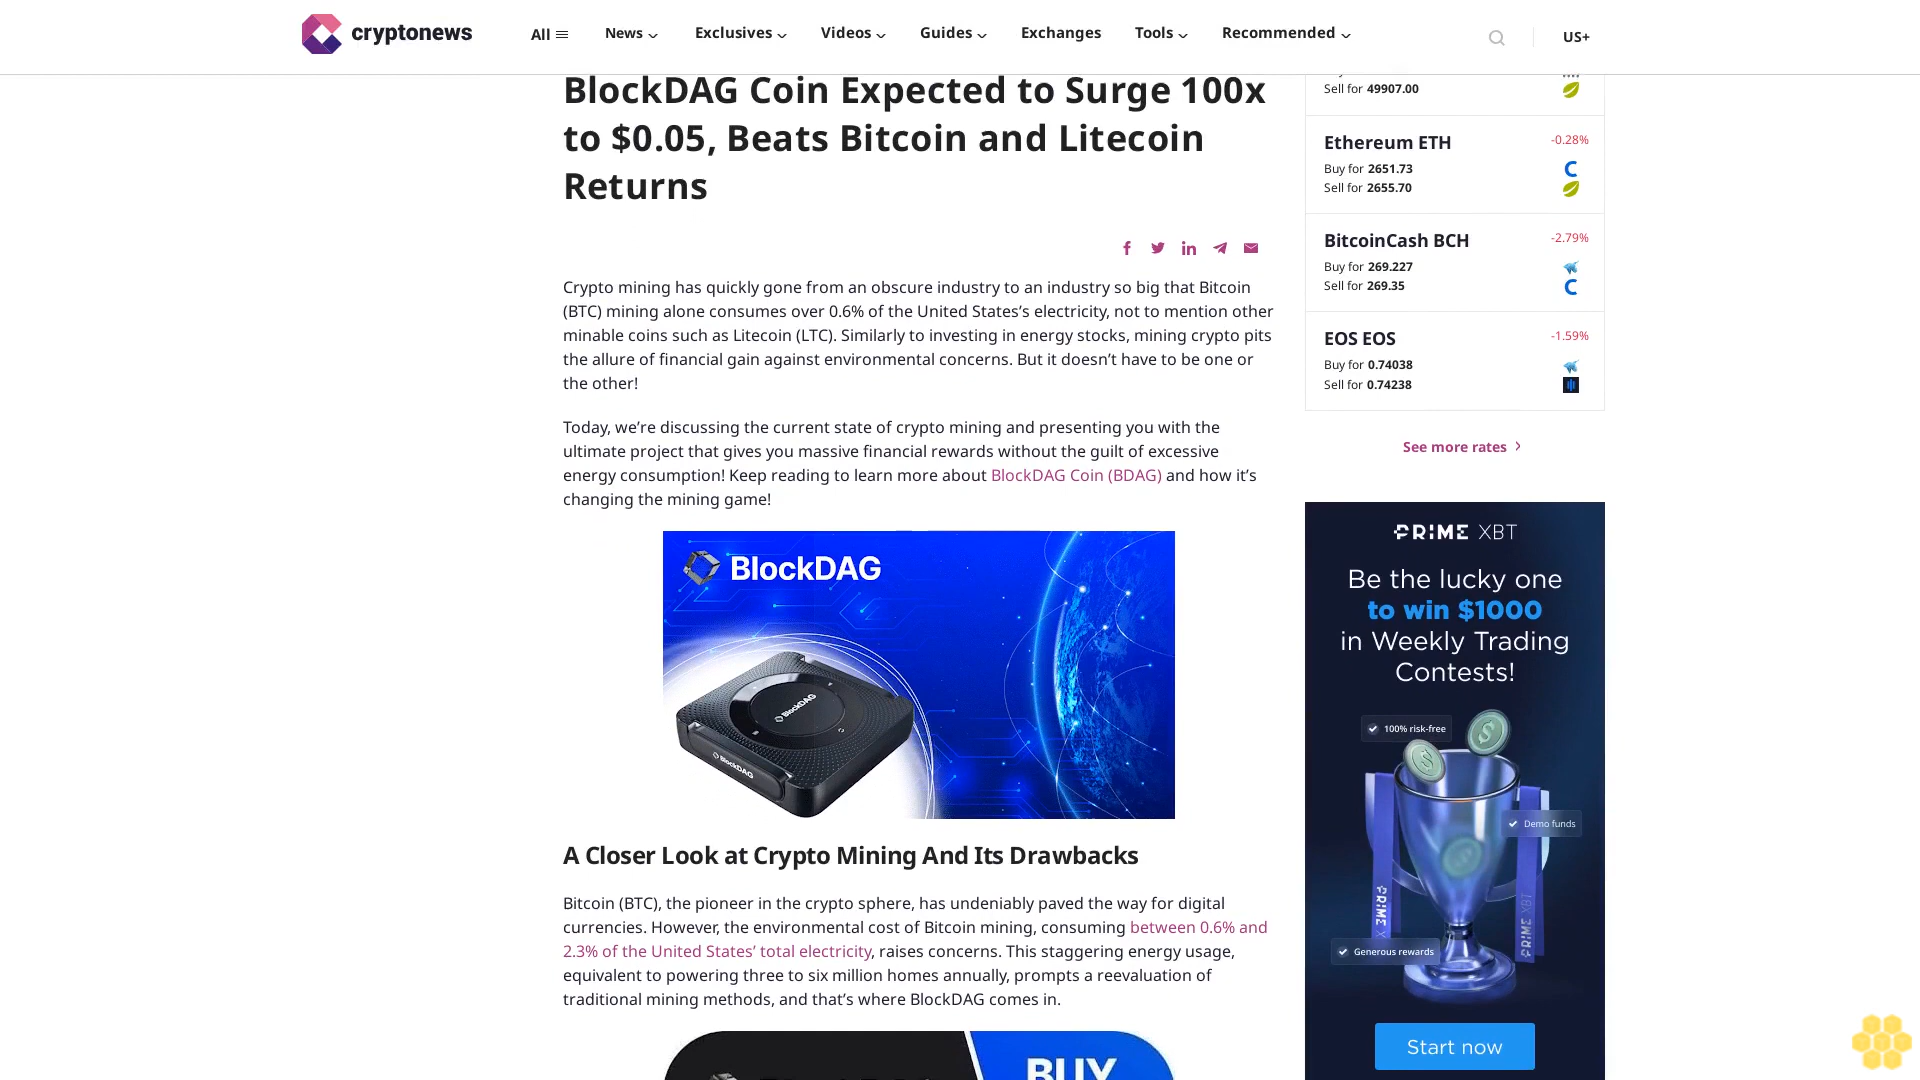 cryptonews
All
News
Exclusives
Videos
Guides
Exchanges
Tools
Recommended
US+
BlockDAG Coin Expected to Surge 100x
to $0.05, Beats Bitcoin and Litecoin
Returns
Crypto mining has quickly gone from an obscure industry to an industry so big that Bitcoin
(BTC) mining alone consumes over 0.6% of the United States’s electricity, not to mention other
minable coins such as Litecoin (LTC). Similarly to investing in energy stocks, mining crypto pits
the allure of financial gain against environmental concerns. But it doesn’t have to be one or
the other!
Today, we’re discussing the current state of crypto mining and presenting you with the
ultimate project that gives you massive financial rewards without the guilt of excessive
energy consumption! Keep reading to learn more about BlockDAG Coin (BDAG) and how it’s
changing the mining game!
BlockDAG
BlockDAG
BlockDAG
A Closer Look at Crypto Mining And Its Drawbacks
Bitcoin (BTC), the pioneer in the crypto sphere, has undeniably paved the way for digital
currencies. However, the environmental cost of Bitcoin mining, consuming between 0.6% and
2.3% of the United States’ total electricity, raises concerns. This staggering energy usage,
equivalent to powering three to six million homes annually, prompts a reevaluation of
traditional mining methods, and that’s where BlockDAG comes in.
BUY
Sell for 49907.00
Ethereum ETH
-0.28%
Buy for 2651.73
Sell for 2655.70
BitcoinCash BCH
-2.79%
Buy for 269.227
Sell for 269.35
EOS EOS
-1.59%
Buy for 0.74038
Sell for 0.74238
See more rates
PRIME XBT
Be the lucky one
to win $1000
in Weekly Trading
Contests!
100% risk-free
Demo funds
PRIME X
PRIME XBT
Generous rewards
Start now